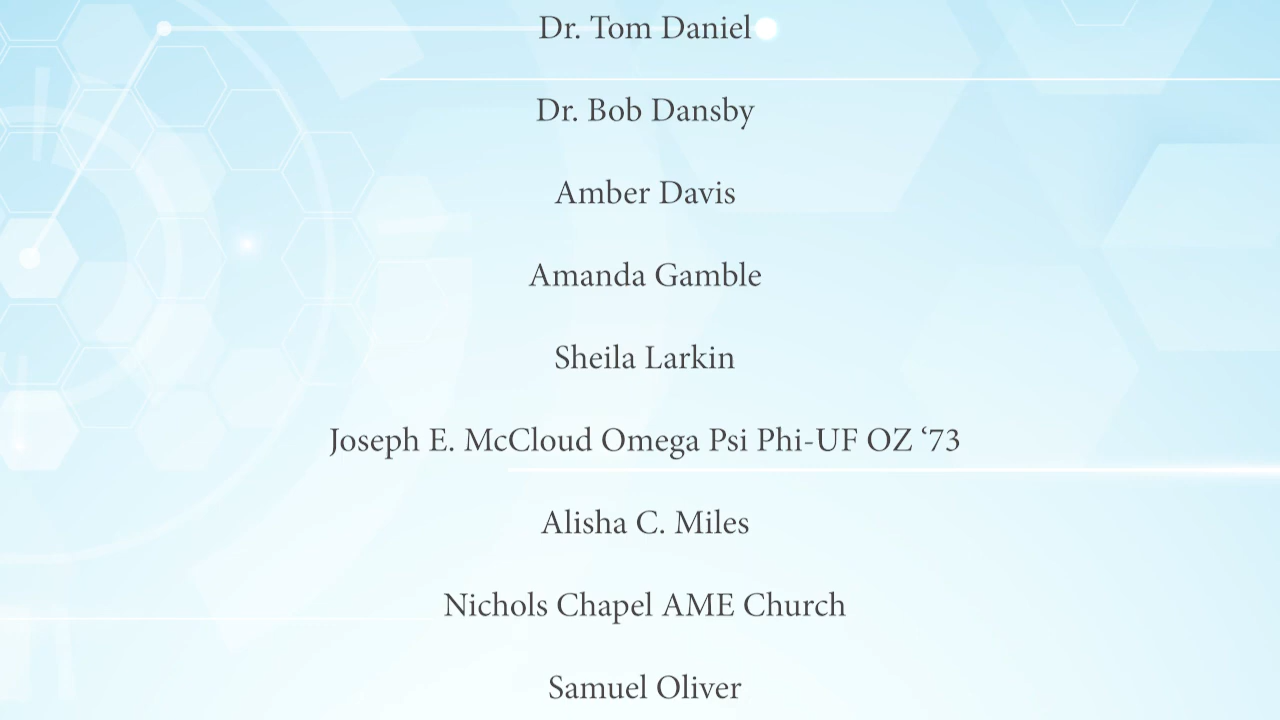 Dr. Tom Daniel
Dr. Bob Dansby
Amber Davis
Amanda Gamble
Sheila Larkin
Joseph E. McCloud Omega Psi Phi-UF OZ ‘73
Alisha C. Miles
Nichols Chapel AME Church
Samuel Oliver